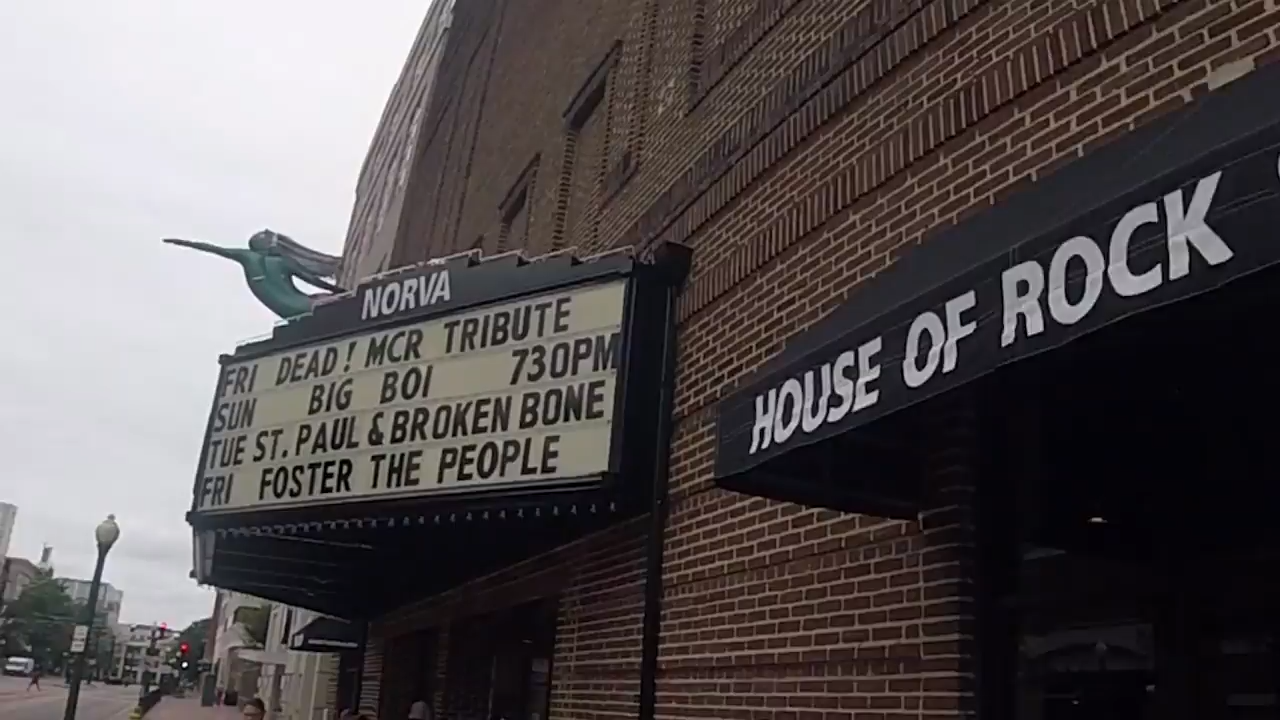 NORVA
FRI DEAD! MCR TRIBUTE
SUN BIG BOI 730PM
TUE ST. PAUL & BROKEN BONE
FRI FOSTER THE PEOPLE
HOUSE OF ROCK